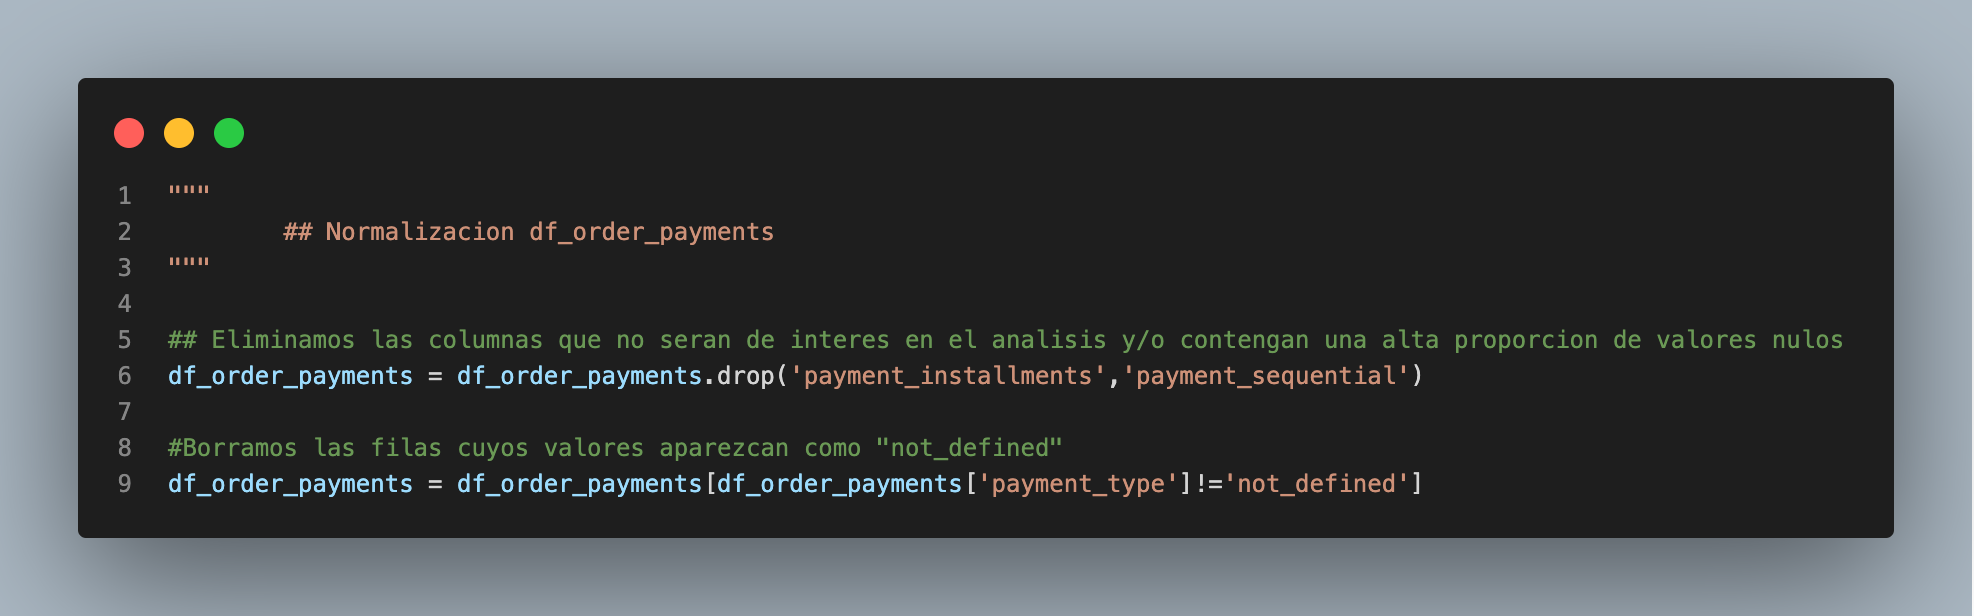 1 """
2         ## Normalizacion df_order_payments
3 """
4
5 ## Eliminamos las columnas que no seran de interes en el analisis y/o contengan una alta proporcion de valores nulos
6 df_order_payments = df_order_payments.drop('payment_installments','payment_sequential')
7
8 #Borramos las filas cuyos valores aparezcan como "not_defined"
9 df_order_payments = df_order_payments[df_order_payments['payment_type']!='not_defined']